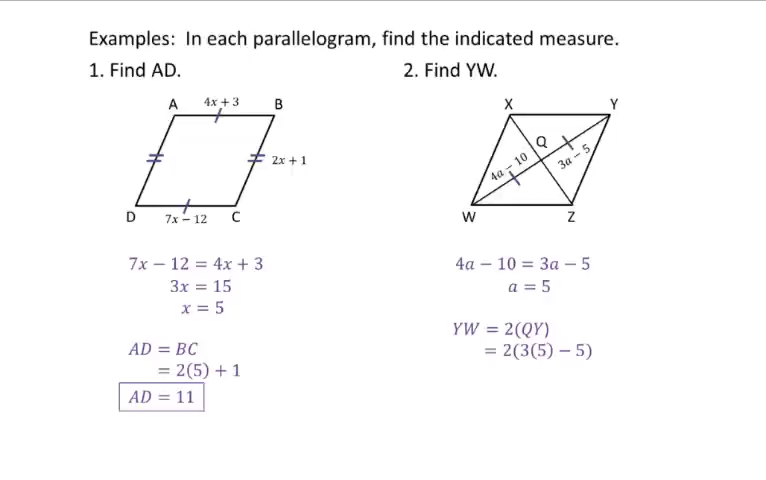 Examples: In each parallelogram, find the indicated measure.
1. Find AD.
2. Find YW.
A 4x + 3 B
2x + 1
D 7x − 12 C
X Y
Q
4a − 10 3a − 5
W Z
7x − 12 = 4x + 3
3x = 15
x = 5
AD = BC
= 2(5) + 1
AD = 11
4a − 10 = 3a − 5
a = 5
YW = 2(QY)
= 2(3(5) − 5)